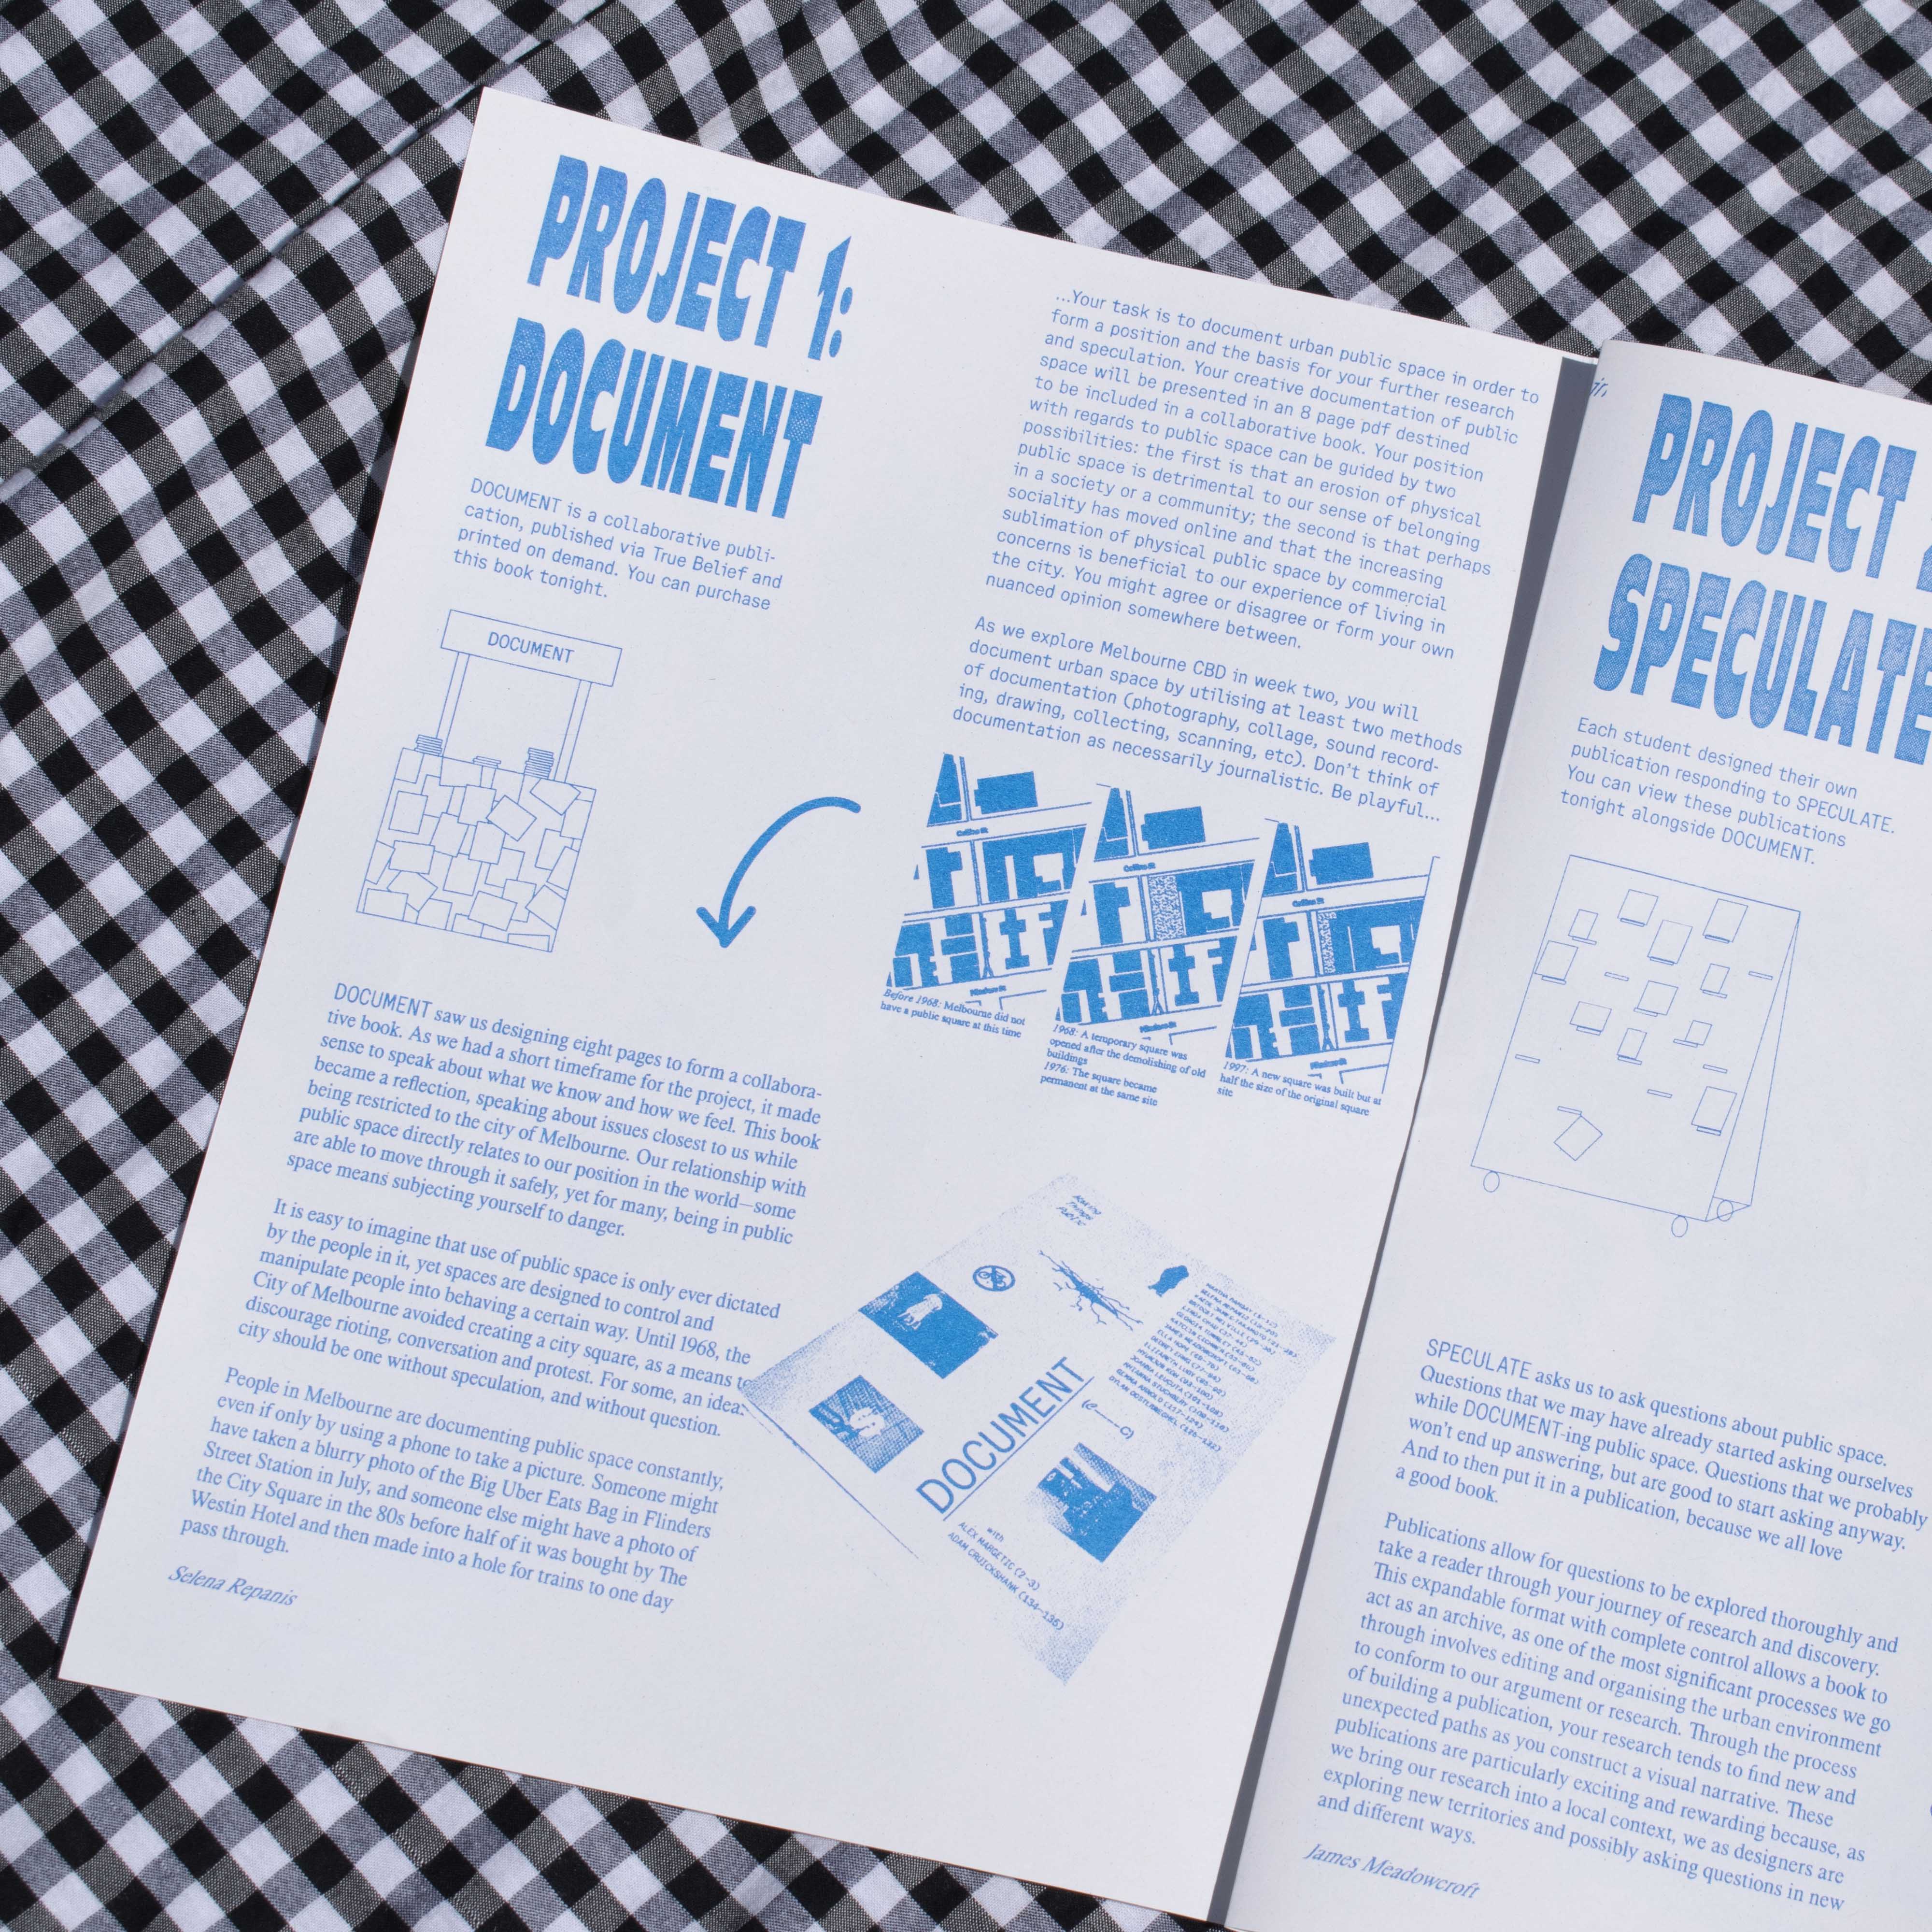 PROJECT 1:
DOCUMENT
DOCUMENT is a collaborative publi-
cation, published via True Belief and
printed on demand. You can purchase
this book tonight.
DOCUMENT
DOCUMENT saw us designing eight pages to form a collabora-
tive book. As we had a short timeframe for the project, it made
sense to speak about what we know and how we feel. This book
became a reflection, speaking about issues closest to us while
being restricted to the city of Melbourne. Our relationship with
public space directly relates to our position in the world—some
are able to move through it safely, yet for many, being in public
space means subjecting yourself to danger.
It is easy to imagine that use of public space is only ever dictated
by the people in it, yet spaces are designed to control and
manipulate people into behaving a certain way. Until 1968, the
City of Melbourne avoided creating a city square, as a means to
discourage rioting, conversation and protest. For some, an idea
city should be one without speculation, and without question.
People in Melbourne are documenting public space constantly,
even if only by using a phone to take a picture. Someone might
have taken a blurry photo of the Big Uber Eats Bag in Flinders
Street Station in July, and someone else might have a photo of
the City Square in the 80s before half of it was bought by The
Westin Hotel and then made into a hole for trains to one day
pass through.
Selena Repanis
...Your task is to document urban public space in order to
form a position and the basis for your further research
and speculation. Your creative documentation of public
space will be presented in an 8 page pdf destined
to be included in a collaborative book. Your position
with regards to public space can be guided by two
possibilities: the first is that an erosion of physical
public space is detrimental to our sense of belonging
in a society or a community; the second is that perhaps
sociality has moved online and that the increasing
sublimation of physical public space by commercial
concerns is beneficial to our experience of living in
the city. You might agree or disagree or form your own
nuanced opinion somewhere between.
As we explore Melbourne CBD in week two, you will
document urban space by utilising at least two methods
of documentation (photography, collage, sound record-
ing, drawing, collecting, scanning, etc). Don't think of
documentation as necessarily journalistic. Be playful...
Collins St
Flinders St
Before 1968: Melbourne did not
have a public square at this time
Collins St
Flinders St
1968: A temporary square was
opened after the demolishing of old
buildings
1976: The square became
permanent at the same site
Collins St
Flinders St
1997: A new square was built but at
half the size of the original square
site
DOCUMENT
with
ALEX MARGETIC (2-3)
ADAM CRUICKSHANK (134-135)
PROJECT
SPECULATE
Each student designed their own
publication responding to SPECULATE.
You can view these publications
tonight alongside DOCUMENT.
SPECULATE asks us to ask questions about public space.
Questions that we may have already started asking ourselves
while DOCUMENT-ing public space. Questions that we probably
won't end up answering, but are good to start asking anyway.
And to then put it in a publication, because we all love
a good book.
Publications allow for questions to be explored thoroughly and
take a reader through your journey of research and discovery.
This expandable format with complete control allows a book to
act as an archive, as one of the most significant processes we go
through involves editing and organising the urban environment
to conform to our argument or research. Through the process
of building a publication, your research tends to find new and
unexpected paths as you construct a visual narrative. These
publications are particularly exciting and rewarding because, as
we bring our research into a local context, we as designers are
exploring new territories and possibly asking questions in new
and different ways.
James Meadowcroft